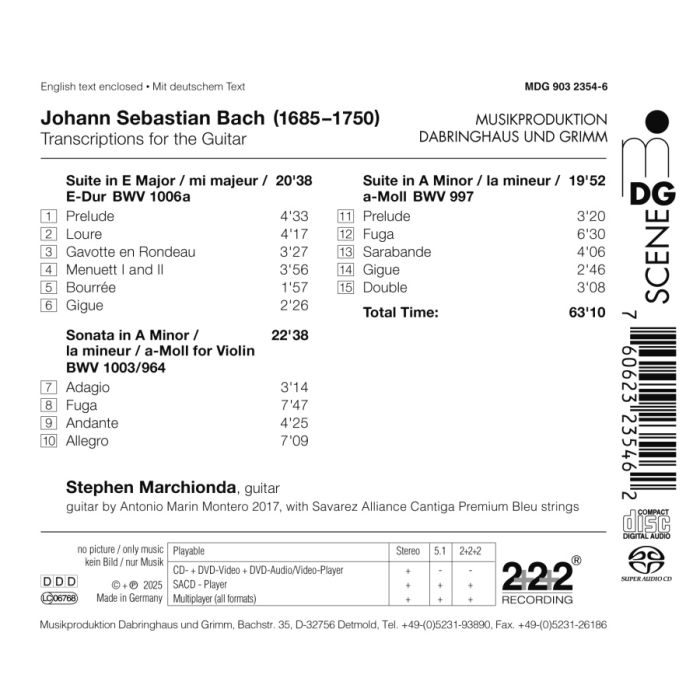 English text enclosed • Mit deutschem Text
MDG 903 2354-6
Johann Sebastian Bach (1685–1750)
Transcriptions for the Guitar
MUSIKPRODUKTION
DABRINGHAUS UND GRIMM
Suite in E Major / mi majeur / 20'38
E-Dur BWV 1006a
1 Prelude 4'33
2 Loure 4'17
3 Gavotte en Rondeau 3'27
4 Menuett I and II 3'56
5 Bourrée 1'57
6 Gigue 2'26
Sonata in A Minor / 22'38
la mineur / a-Moll for Violin
BWV 1003/964
7 Adagio 3'14
8 Fuga 7'47
9 Andante 4'25
10 Allegro 7'09
Suite in A Minor / la mineur / 19'52
a-Moll BWV 997
11 Prelude 3'20
12 Fuga 6'30
13 Sarabande 4'06
14 Gigue 2'46
15 Double 3'08
Total Time: 63'10
Stephen Marchionda, guitar
guitar by Antonio Marin Montero 2017, with Savarez Alliance Cantiga Premium Bleu strings
mDG
SCENE
7 60623 23546 2
COMPACT
disc
DIGITAL AUDIO
SUPER AUDIO CD
no picture / only music
kein Bild / nur Musik
DDD
LC 06768
© + ℗ 2025
Made in Germany
Playable Stereo 5.1 2+2+2
CD- + DVD-Video + DVD-Audio/Video-Player + - -
SACD - Player + + +
Multiplayer (all formats) + + +
2+2+2®
RECORDING
Musikproduktion Dabringhaus und Grimm, Bachstr. 35, D-32756 Detmold, Tel. +49-(0)5231-93890, Fax. +49-(0)5231-26186